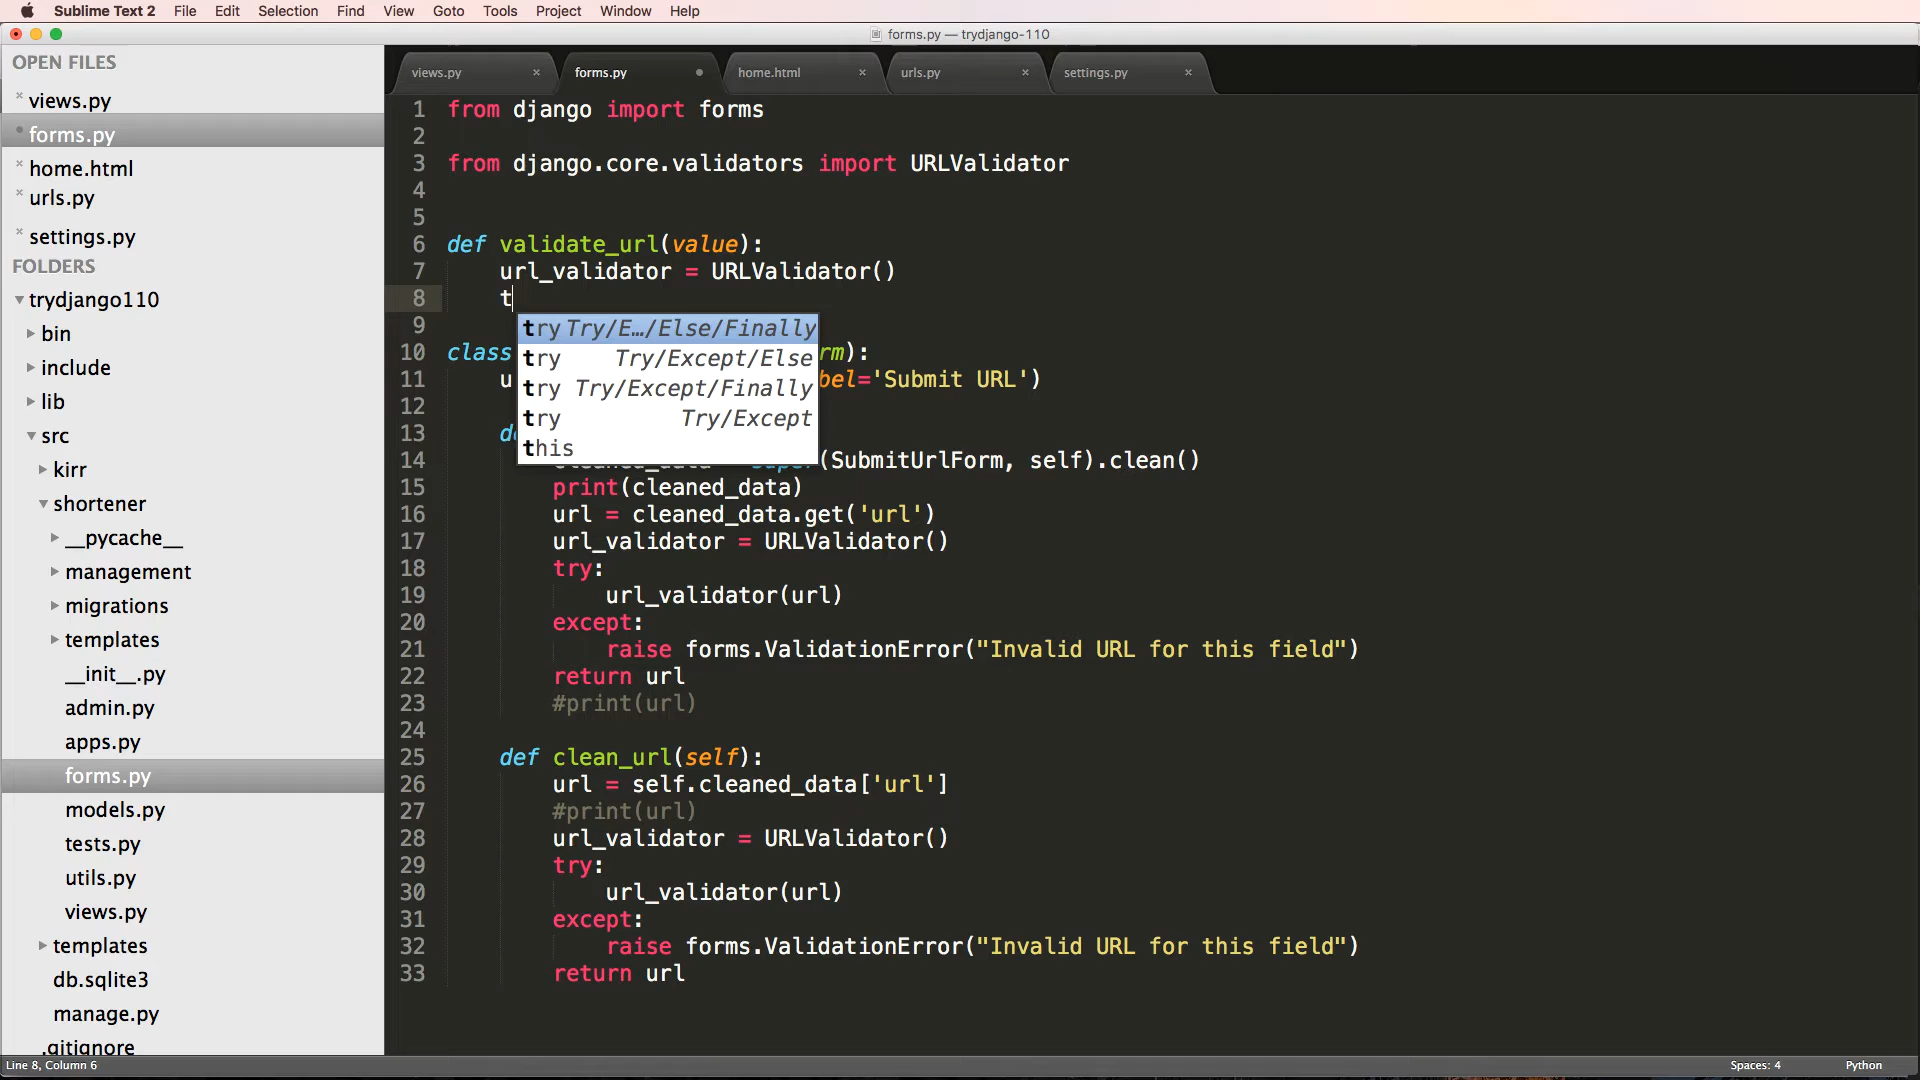 Sublime Text 2 File Edit Selection Find View Goto Tools Project Window Help
forms.py — trydjango-110
OPEN FILES
views.py
forms.py
home.html
urls.py
settings.py
FOLDERS
trydjango110
bin
include
lib
src
kirr
shortener
__pycache__
management
migrations
templates
__init__.py
admin.py
apps.py
forms.py
models.py
tests.py
utils.py
views.py
templates
db.sqlite3
manage.py
.gitignore
views.py forms.py home.html urls.py settings.py
1 from django import forms
2
3 from django.core.validators import URLValidator
4
5
6 def validate_url(value):
7 url_validator = URLValidator()
8 t
try Try/E…/Else/Finally
try Try/Except/Else
try Try/Except/Finally
try Try/Except
this
9
10 class rm):
11 u bel='Submit URL')
12
13 de
14 (SubmitUrlForm, self).clean()
15 print(cleaned_data)
16 url = cleaned_data.get('url')
17 url_validator = URLValidator()
18 try:
19 url_validator(url)
20 except:
21 raise forms.ValidationError("Invalid URL for this field")
22 return url
23 #print(url)
24
25 def clean_url(self):
26 url = self.cleaned_data['url']
27 #print(url)
28 url_validator = URLValidator()
29 try:
30 url_validator(url)
31 except:
32 raise forms.ValidationError("Invalid URL for this field")
33 return url
Line 8, Column 6 Spaces: 4 Python